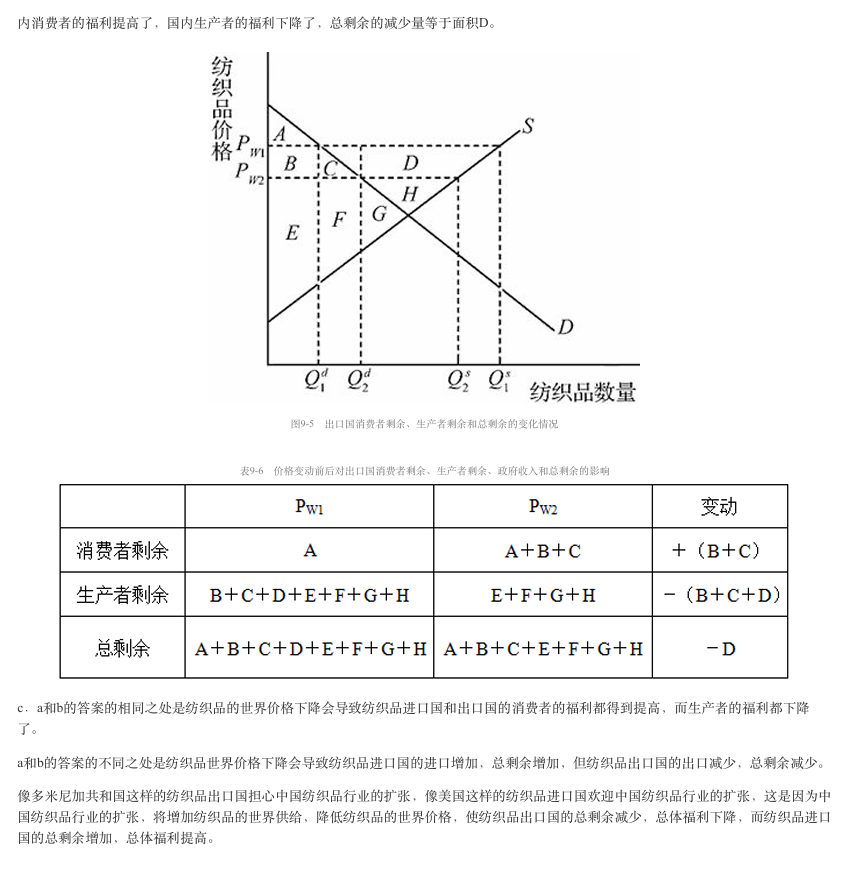 内消费者的福利提高了，国内生产者的福利下降了，总剩余的减少量等于面积D。
纺织品价格
A
S
P_W1
B
C
D
P_W2
H
E
F
G
D
Q_1^d
Q_2^d
Q_2^s
Q_1^s
纺织品数量
图9-5 出口国消费者剩余、生产者剩余和总剩余的变化情况
表9-6 价格变动前后对出口国消费者剩余、生产者剩余、政府收入和总剩余的影响
P_W1 P_W2 变动
消费者剩余 A A＋B＋C ＋（B＋C）
生产者剩余 B＋C＋D＋E＋F＋G＋H E＋F＋G＋H －（B＋C＋D）
总剩余 A＋B＋C＋D＋E＋F＋G＋H A＋B＋C＋E＋F＋G＋H －D
c．a和b的答案的相同之处是纺织品的世界价格下降会导致纺织品进口国和出口国的消费者的福利都得到提高，而生产者的福利都下降
了。
a和b的答案的不同之处是纺织品世界价格下降会导致纺织品进口国的进口增加，总剩余增加，但纺织品出口国的出口减少，总剩余减少。
像多米尼加共和国这样的纺织品出口国担心中国纺织品行业的扩张，像美国这样的纺织品进口国欢迎中国纺织品行业的扩张，这是因为中
国纺织品行业的扩张，将增加纺织品的世界供给，降低纺织品的世界价格，使纺织品出口国的总剩余减少，总体福利下降，而纺织品进口
国的总剩余增加，总体福利提高。